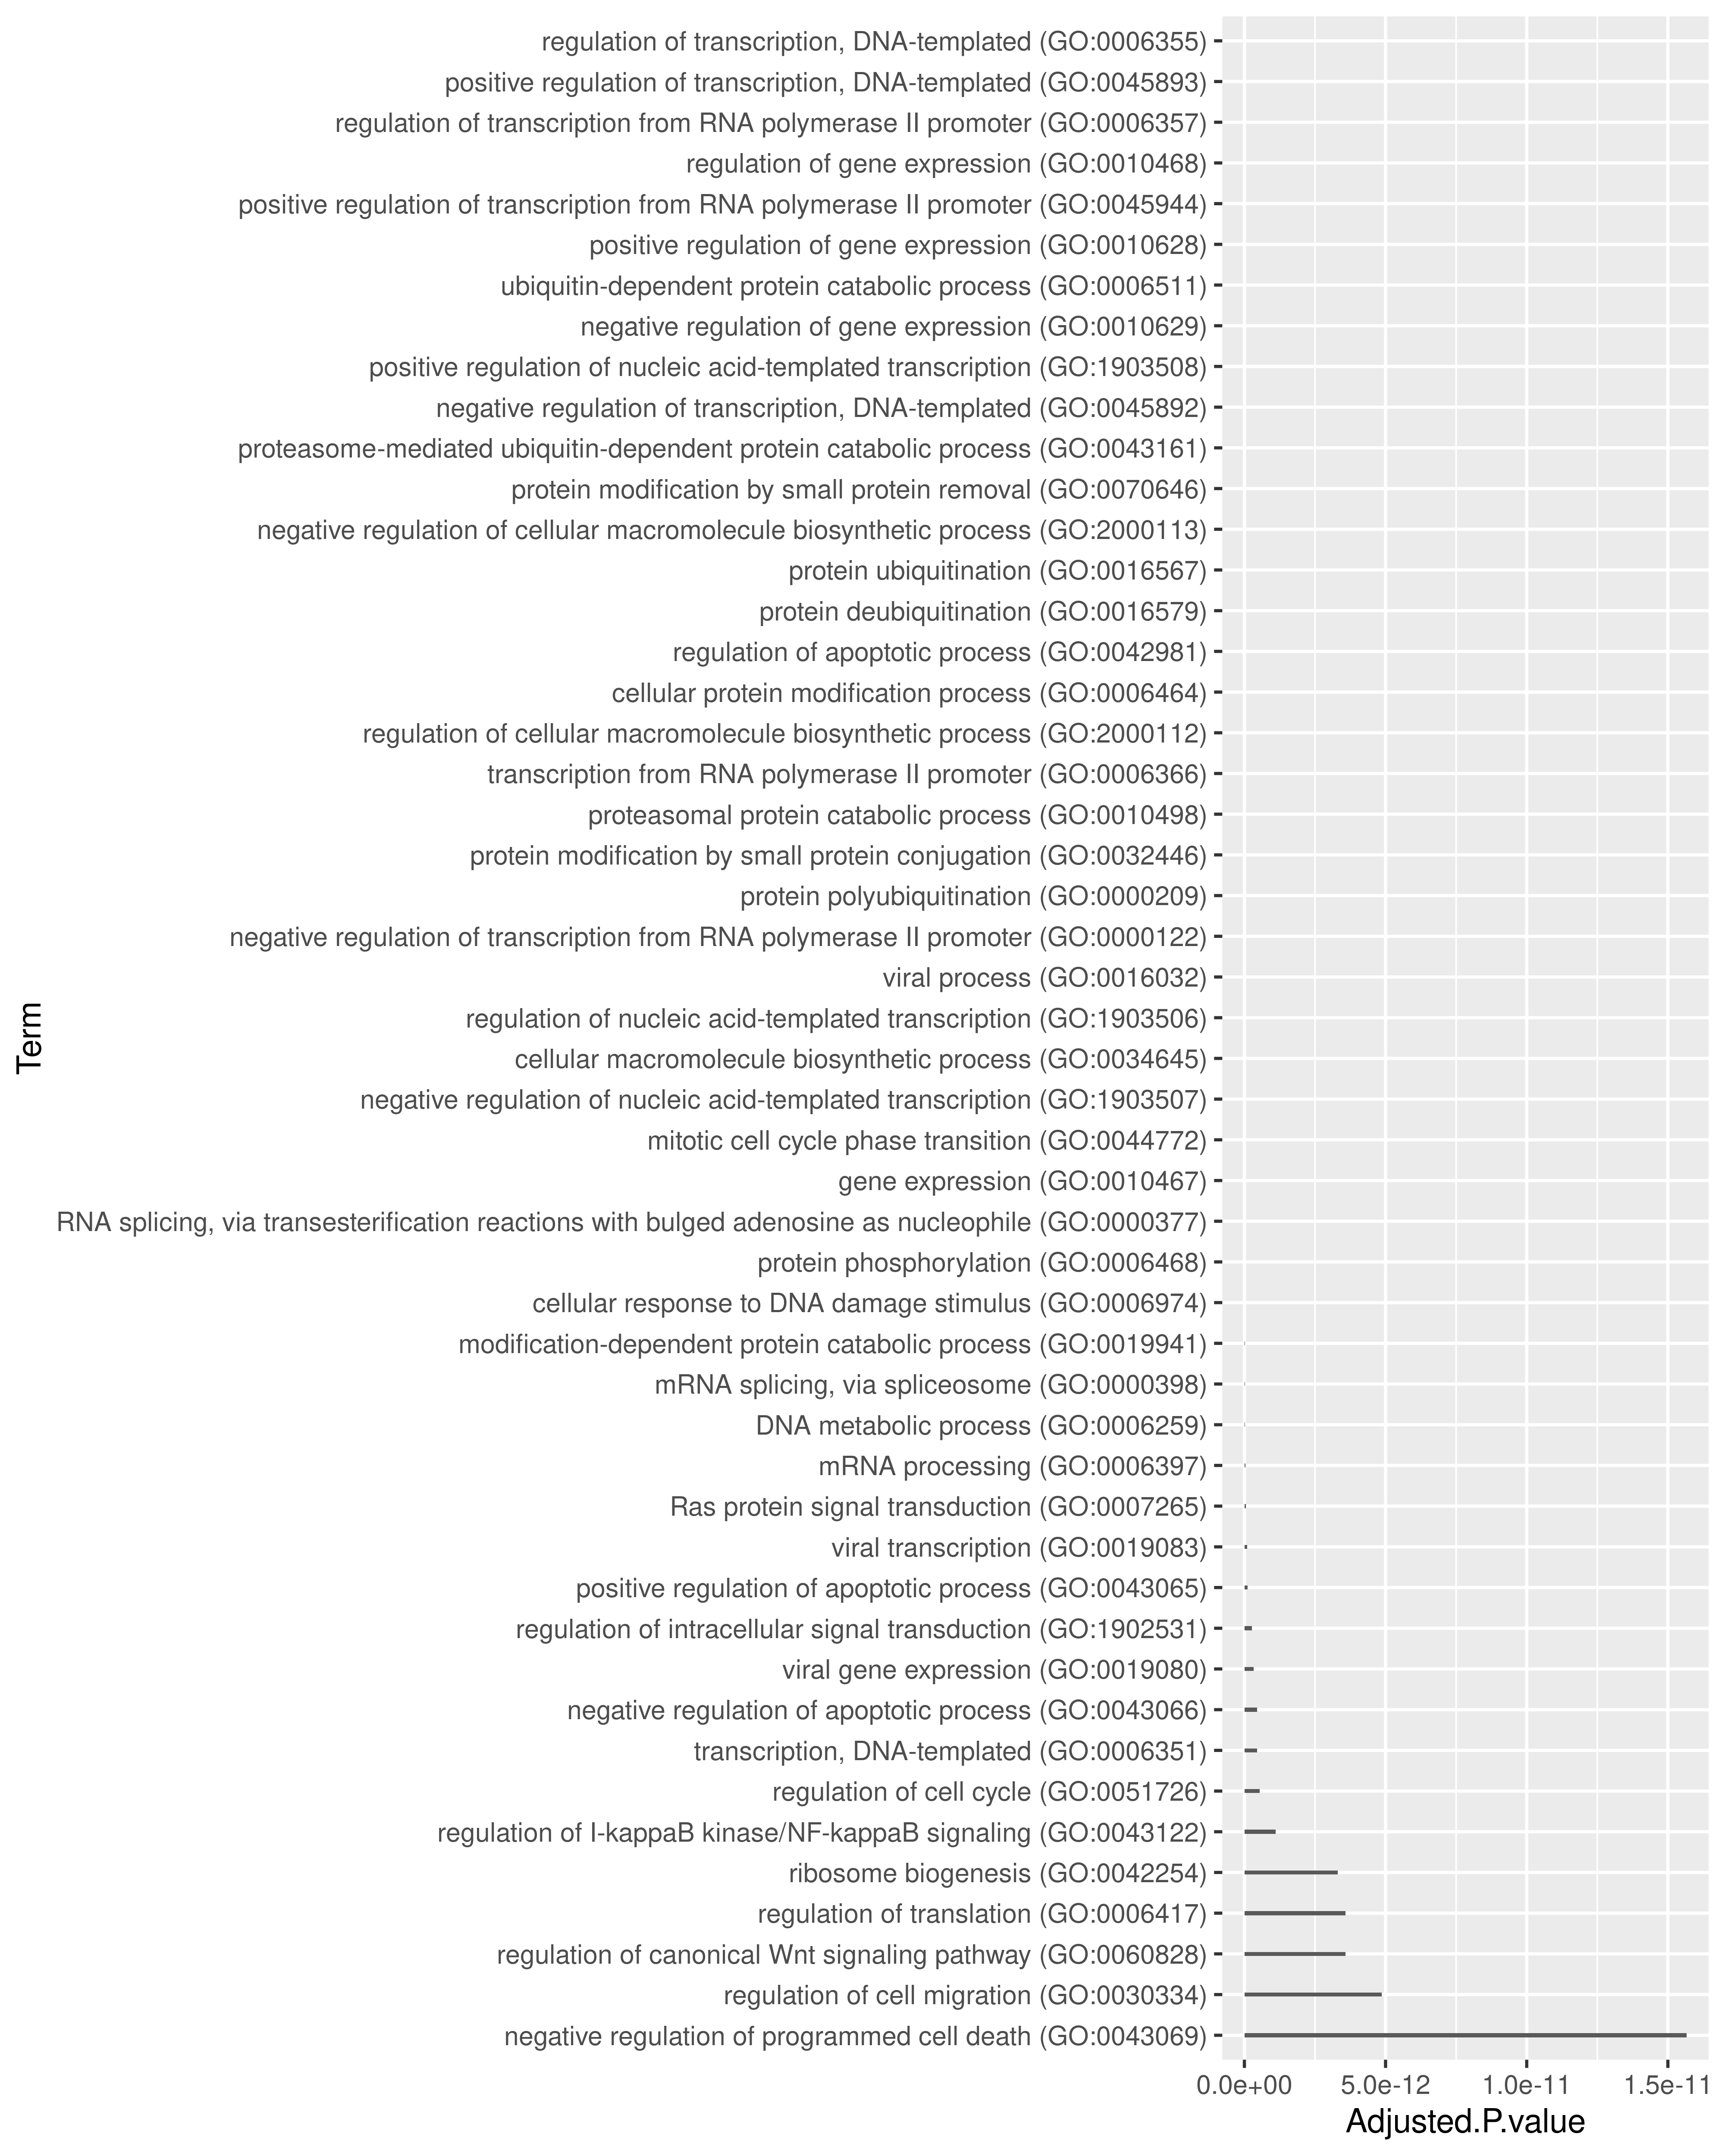 regulation of transcription, DNA-templated (GO:0006355)
positive regulation of transcription, DNA-templated (GO:0045893)
regulation of transcription from RNA polymerase II promoter (GO:0006357)
regulation of gene expression (GO:0010468)
positive regulation of transcription from RNA polymerase II promoter (GO:0045944)
positive regulation of gene expression (GO:0010628)
ubiquitin-dependent protein catabolic process (GO:0006511)
negative regulation of gene expression (GO:0010629)
positive regulation of nucleic acid-templated transcription (GO:1903508)
negative regulation of transcription, DNA-templated (GO:0045892)
proteasome-mediated ubiquitin-dependent protein catabolic process (GO:0043161)
protein modification by small protein removal (GO:0070646)
negative regulation of cellular macromolecule biosynthetic process (GO:2000113)
protein ubiquitination (GO:0016567)
protein deubiquitination (GO:0016579)
regulation of apoptotic process (GO:0042981)
cellular protein modification process (GO:0006464)
regulation of cellular macromolecule biosynthetic process (GO:2000112)
transcription from RNA polymerase II promoter (GO:0006366)
proteasomal protein catabolic process (GO:0010498)
protein modification by small protein conjugation (GO:0032446)
protein polyubiquitination (GO:0000209)
negative regulation of transcription from RNA polymerase II promoter (GO:0000122)
viral process (GO:0016032)
regulation of nucleic acid-templated transcription (GO:1903506)
cellular macromolecule biosynthetic process (GO:0034645)
negative regulation of nucleic acid-templated transcription (GO:1903507)
mitotic cell cycle phase transition (GO:0044772)
gene expression (GO:0010467)
RNA splicing, via transesterification reactions with bulged adenosine as nucleophile (GO:0000377)
protein phosphorylation (GO:0006468)
cellular response to DNA damage stimulus (GO:0006974)
modification-dependent protein catabolic process (GO:0019941)
mRNA splicing, via spliceosome (GO:0000398)
DNA metabolic process (GO:0006259)
mRNA processing (GO:0006397)
Ras protein signal transduction (GO:0007265)
viral transcription (GO:0019083)
positive regulation of apoptotic process (GO:0043065)
regulation of intracellular signal transduction (GO:1902531)
viral gene expression (GO:0019080)
negative regulation of apoptotic process (GO:0043066)
transcription, DNA-templated (GO:0006351)
regulation of cell cycle (GO:0051726)
regulation of I-kappaB kinase/NF-kappaB signaling (GO:0043122)
ribosome biogenesis (GO:0042254)
regulation of translation (GO:0006417)
regulation of canonical Wnt signaling pathway (GO:0060828)
regulation of cell migration (GO:0030334)
negative regulation of programmed cell death (GO:0043069)
Term
0.0e+00 5.0e-12 1.0e-11 1.5e-11
Adjusted.P.value